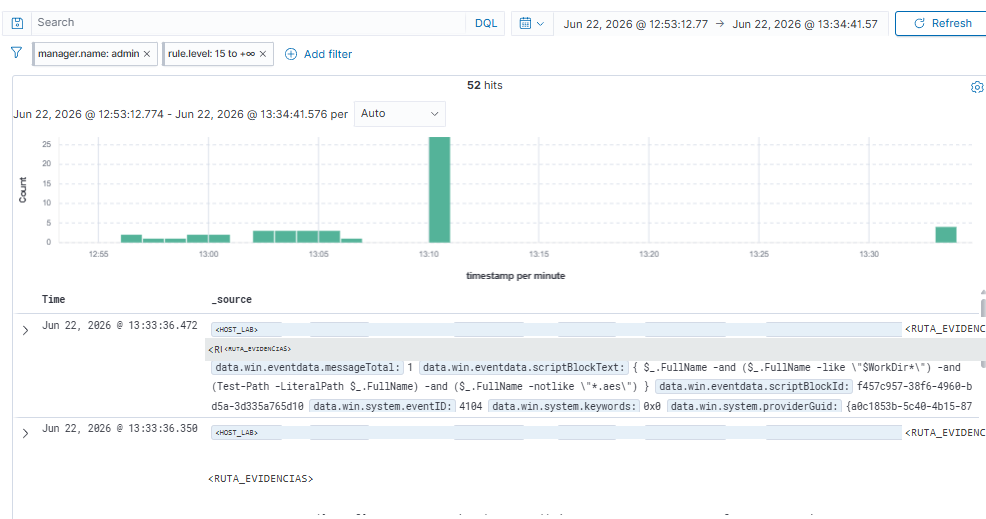 Search DQL Jun 22, 2026 @ 12:53:12.77 → Jun 22, 2026 @ 13:34:41.57 Refresh
manager.name: admin × rule.level: 15 to +∞ × Add filter
52 hits
Jun 22, 2026 @ 12:53:12.774 - Jun 22, 2026 @ 13:34:41.576 per Auto
25
20
15
10
5
0
Count
12:55 13:00 13:05 13:10 13:15 13:20 13:25 13:30
timestamp per minute
Time _source
Jun 22, 2026 @ 13:33:36.472 <HOST_LAB> <RUTA_EVIDENC
<RI <RUTA_EVIDENCIAS>
data.win.eventdata.messageTotal: 1 data.win.eventdata.scriptBlockText: { $_.FullName -and ($_.FullName -like \"$WorkDir*\") -and
(Test-Path -LiteralPath $_.FullName) -and ($_.FullName -notlike \"*.aes\") } data.win.eventdata.scriptBlockId: f457c957-38f6-4960-b
d5a-3d335a765d10 data.win.system.eventID: 4104 data.win.system.keywords: 0x0 data.win.system.providerGuid: {a0c1853b-5c40-4b15-87
Jun 22, 2026 @ 13:33:36.350 <HOST_LAB> <RUTA_EVIDENC
<RUTA_EVIDENCIAS>